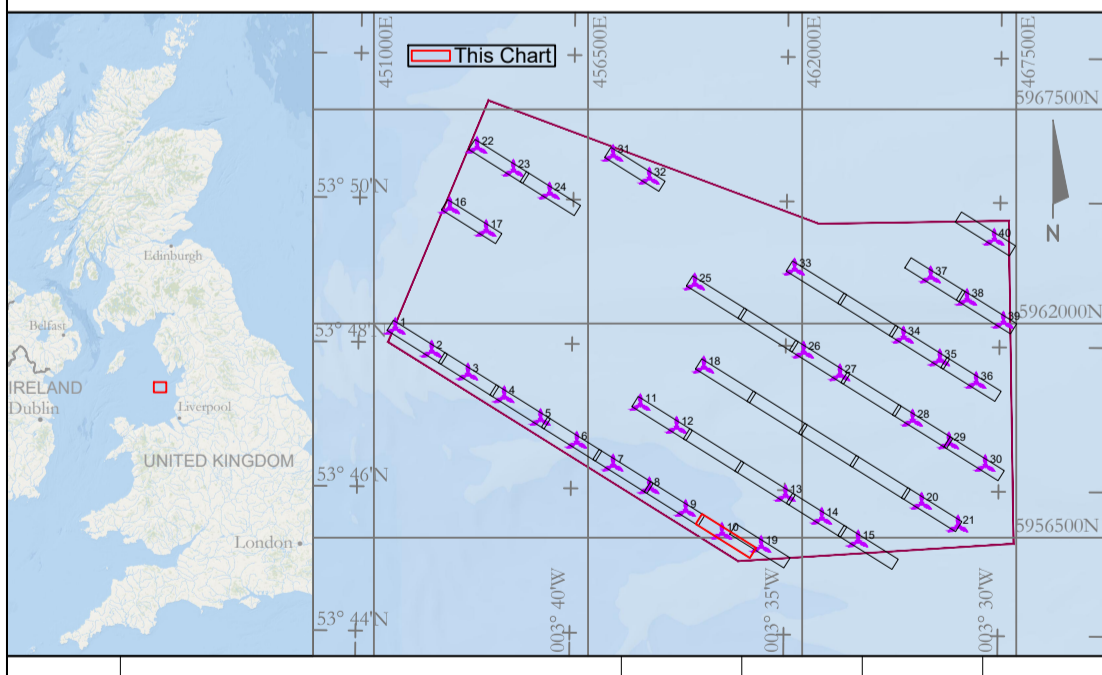 Edinburgh
Belfast
IRELAND
Dublin
Liverpool
UNITED KINGDOM
London
This Chart
451000E
456500E
462000E
467500E
5967500N
53° 50'N
N
53° 48'N
5962000N
53° 46'N
5956500N
53° 44'N
003° 40'W
003° 35'W
003° 30'W
22
23
24
31
32
16
17
40
37
38
39
33
34
35
36
25
26
27
28
29
30
18
20
21
11
12
13
14
15
1
2
3
4
5
6
7
8
9
10
19